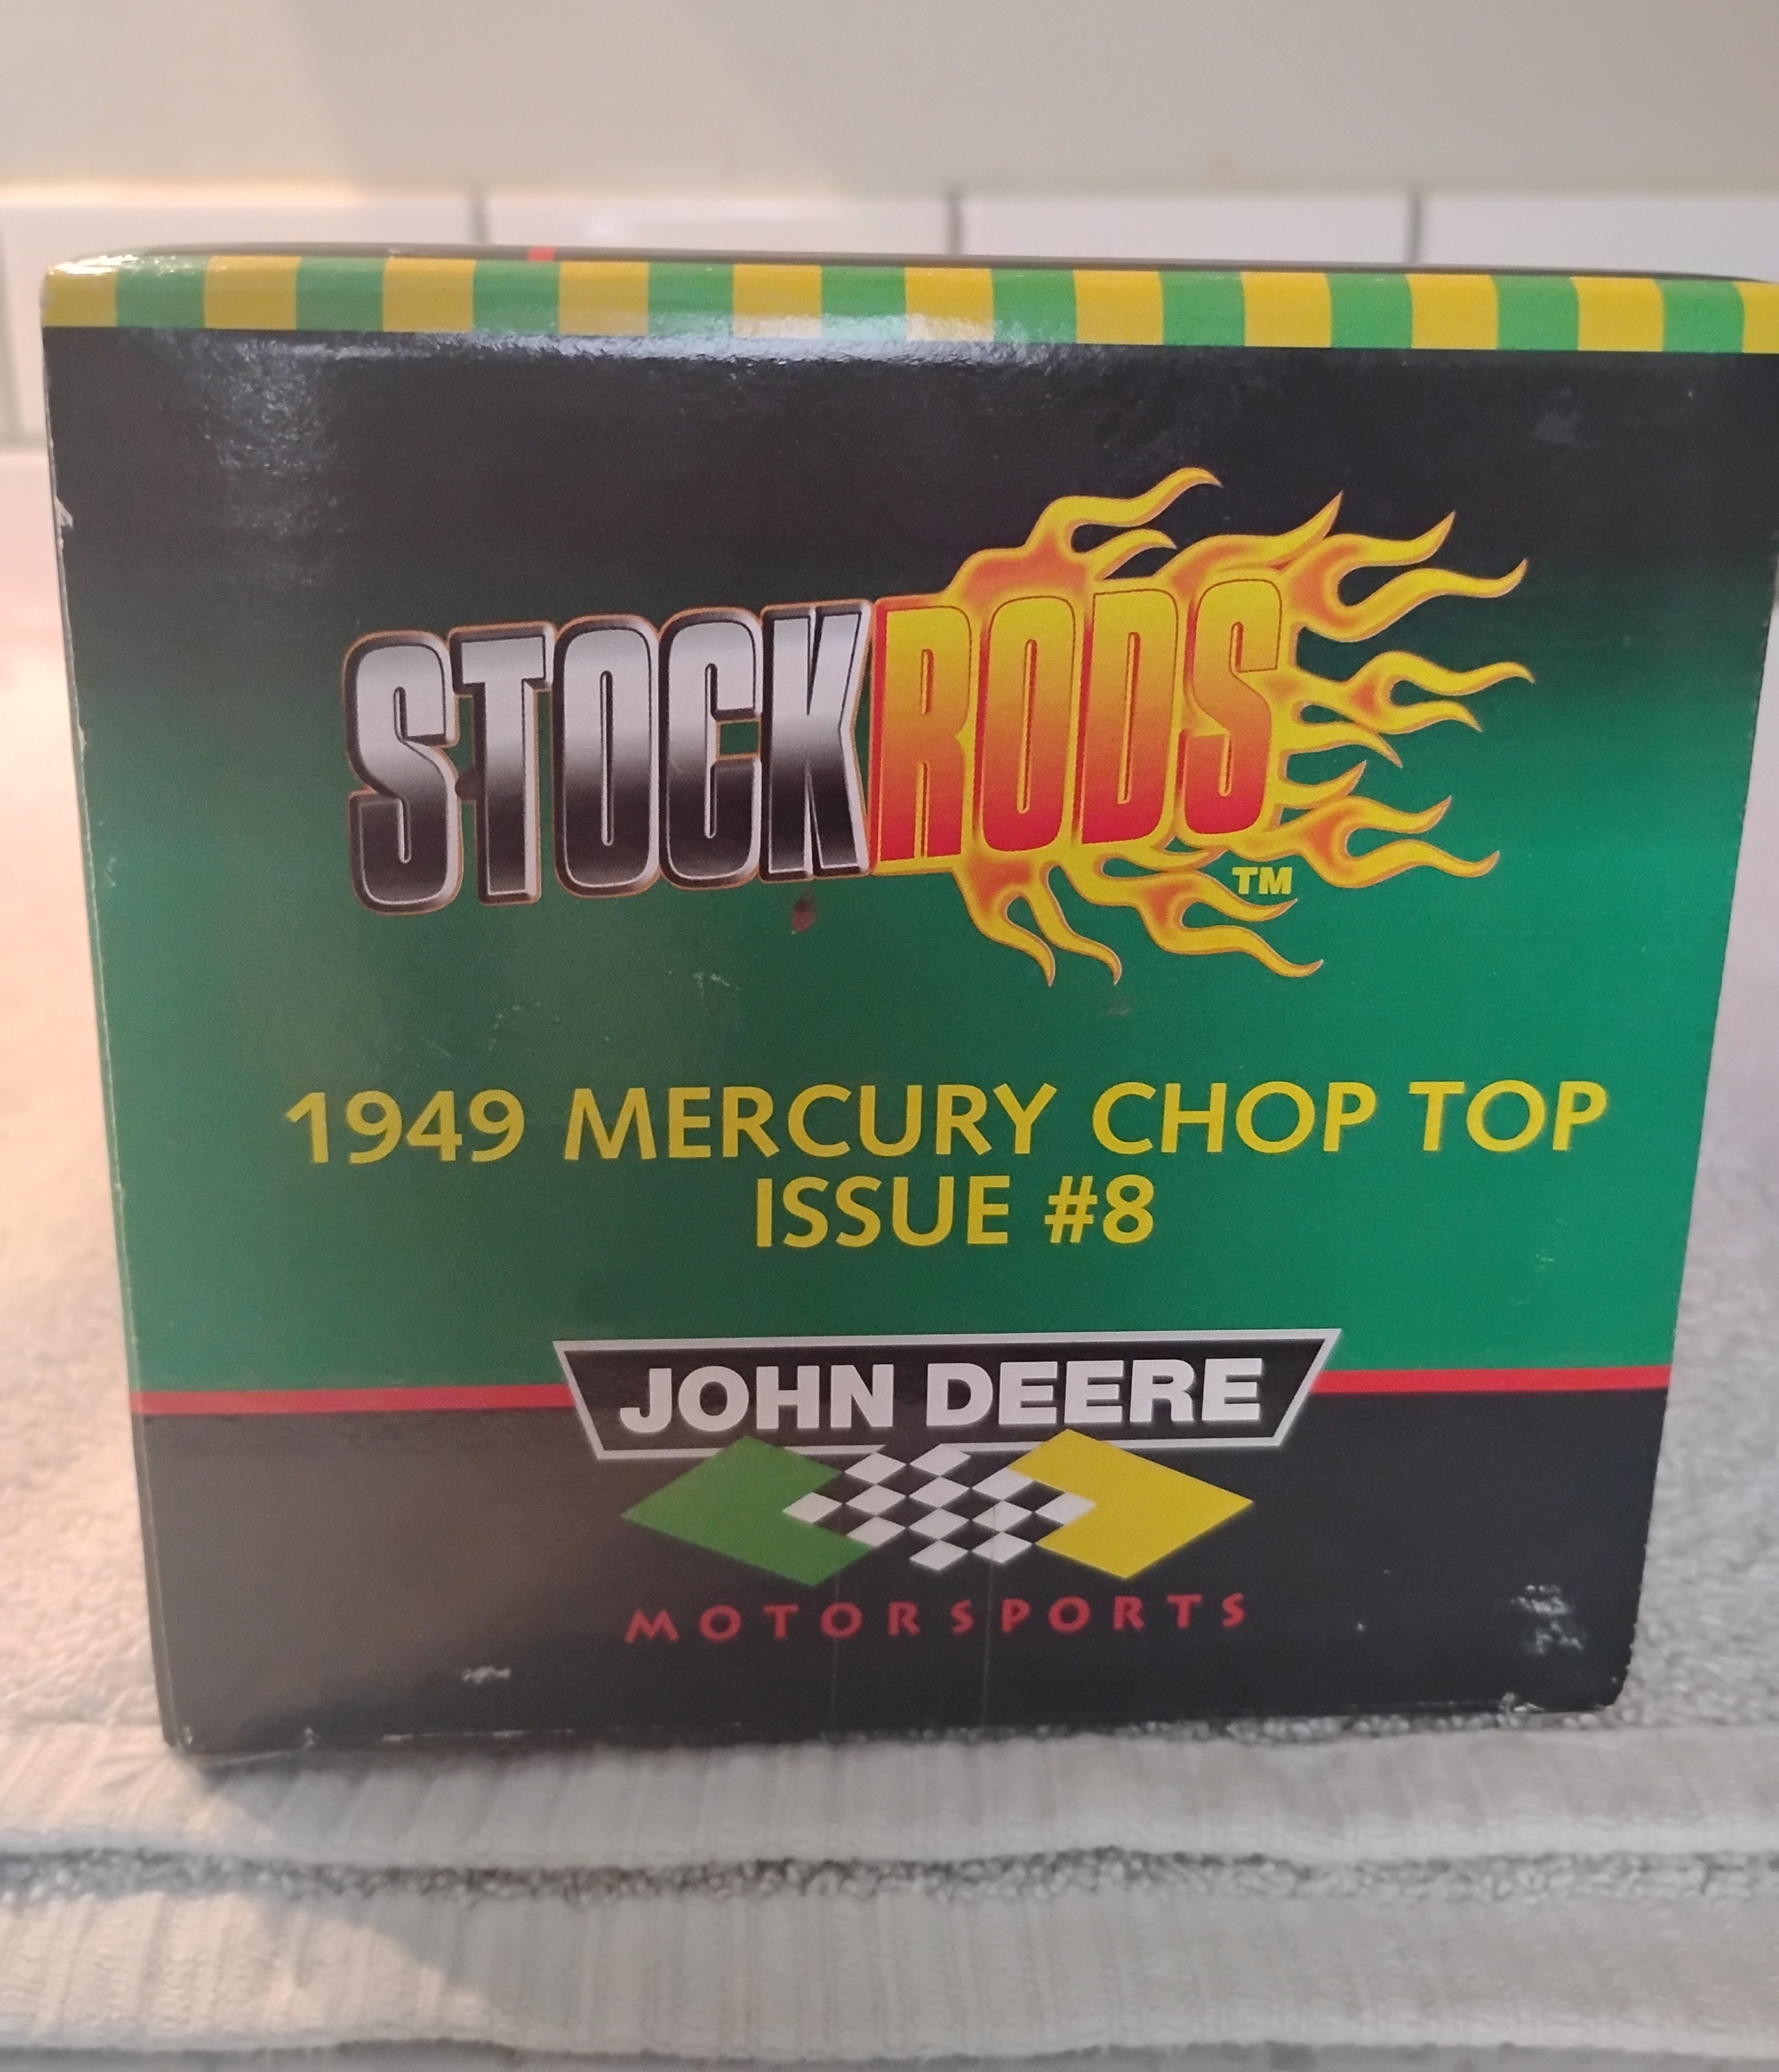 STOCKRODS
TM
1949 MERCURY CHOP TOP
ISSUE #8
JOHN DEERE
MOTORSPORTS